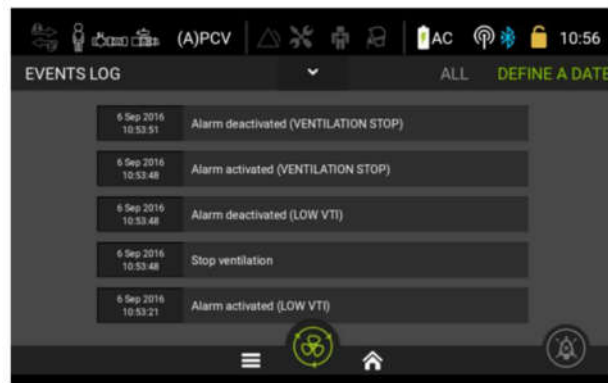 (A)PCV AC 10:56
EVENTS LOG ALL DEFINE A DATE
6 Sep 2016
10:53:51
Alarm deactivated (VENTILATION STOP)
6 Sep 2016
10:53:48
Alarm activated (VENTILATION STOP)
6 Sep 2016
10:53:48
Alarm deactivated (LOW VTI)
6 Sep 2016
10:53:48
Stop ventilation
6 Sep 2016
10:53:21
Alarm activated (LOW VTI)